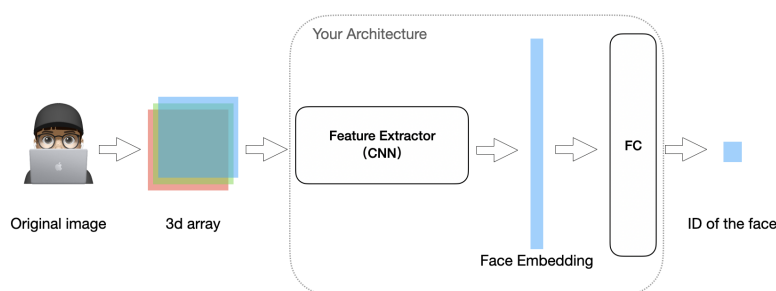 Your Architecture
Feature Extractor
(CNN)
FC
Original image
3d array
ID of the face
Face Embedding